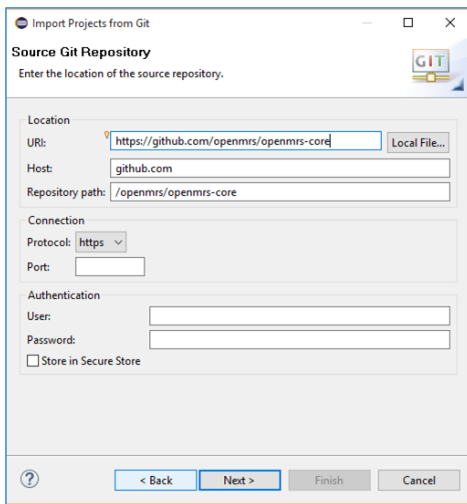 Import Projects from Git
Source Git Repository
Enter the location of the source repository.
GIT
Location
URI: https://github.com/openmrs/openmrs-core Local File...
Host: github.com
Repository path: /openmrs/openmrs-core
Connection
Protocol: https
Port:
Authentication
User:
Password:
Store in Secure Store
? < Back Next > Finish Cancel